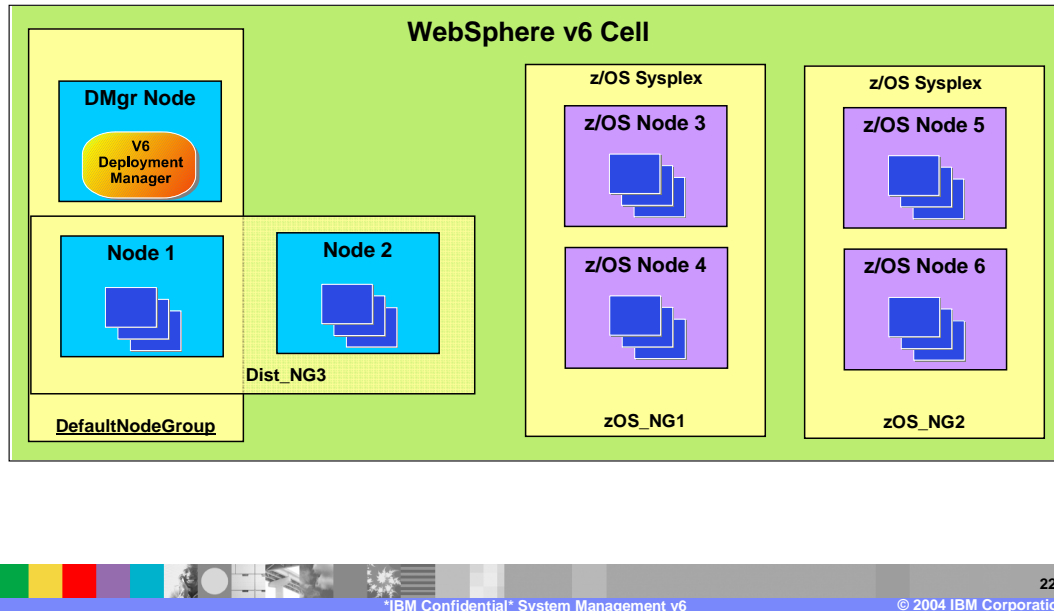 WebSphere v6 Cell
DMgr Node
V6
Deployment
Manager
Node 1
Node 2
Dist_NG3
DefaultNodeGroup
z/OS Sysplex
z/OS Node 3
z/OS Node 4
zOS_NG1
z/OS Sysplex
z/OS Node 5
z/OS Node 6
zOS_NG2
22
*IBM Confidential* System Management v6
© 2004 IBM Corporatio